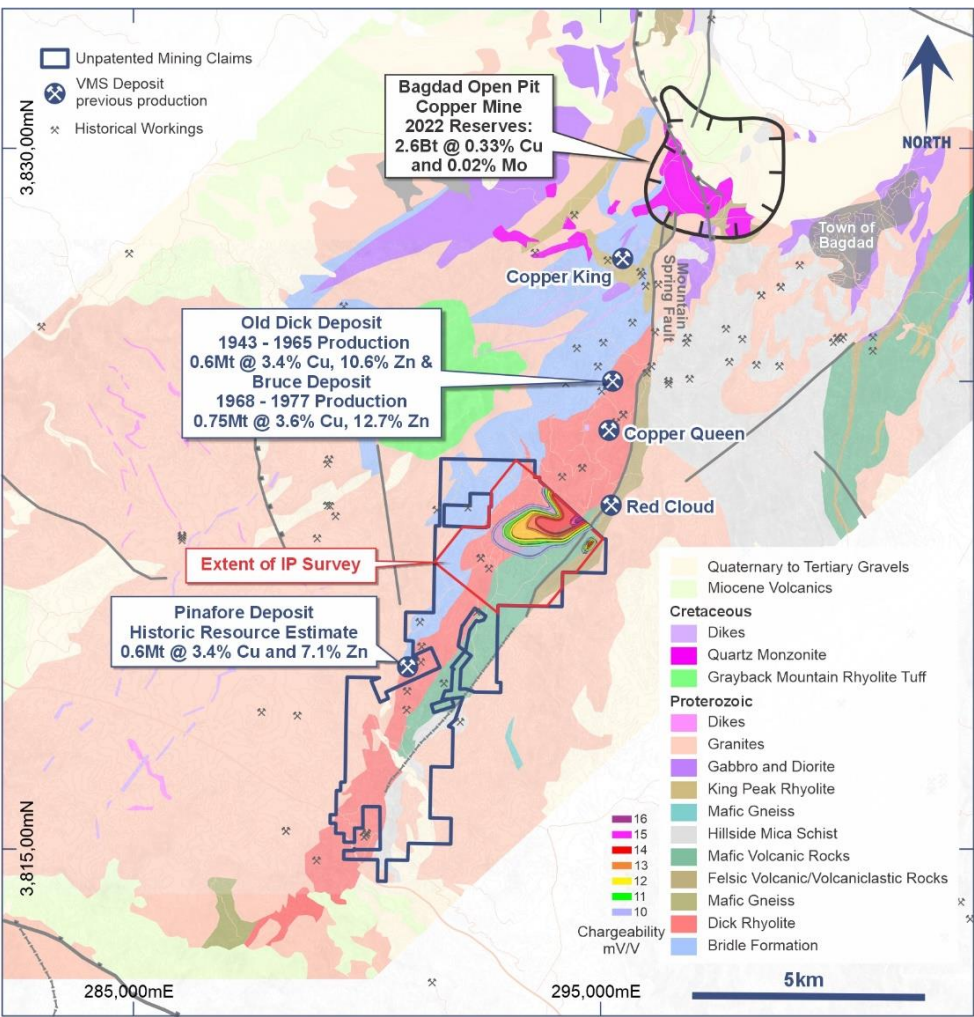 Unpatented Mining Claims
VMS Deposit
previous production
Historical Workings
Bagdad Open Pit
Copper Mine
2022 Reserves:
2.6Bt @ 0.33% Cu
and 0.02% Mo
NORTH
3,830,000mN
Town of
Bagdad
Copper King
Mountain
Spring Fault
Old Dick Deposit
1943 - 1965 Production
0.6Mt @ 3.4% Cu, 10.6% Zn &
Bruce Deposit
1968 - 1977 Production
0.75Mt @ 3.6% Cu, 12.7% Zn
Copper Queen
Red Cloud
Extent of IP Survey
Pinafore Deposit
Historic Resource Estimate
0.6Mt @ 3.4% Cu and 7.1% Zn
Quaternary to Tertiary Gravels
Miocene Volcanics
Cretaceous
Dikes
Quartz Monzonite
Grayback Mountain Rhyolite Tuff
Proterozoic
Dikes
Granites
Gabbro and Diorite
King Peak Rhyolite
Mafic Gneiss
Hillside Mica Schist
Mafic Volcanic Rocks
Felsic Volcanic/Volcaniclastic Rocks
Mafic Gneiss
Dick Rhyolite
Bridle Formation
16
15
14
13
12
11
10
Chargeability
mV/V
3,815,000mN
285,000mE
295,000mE
5km